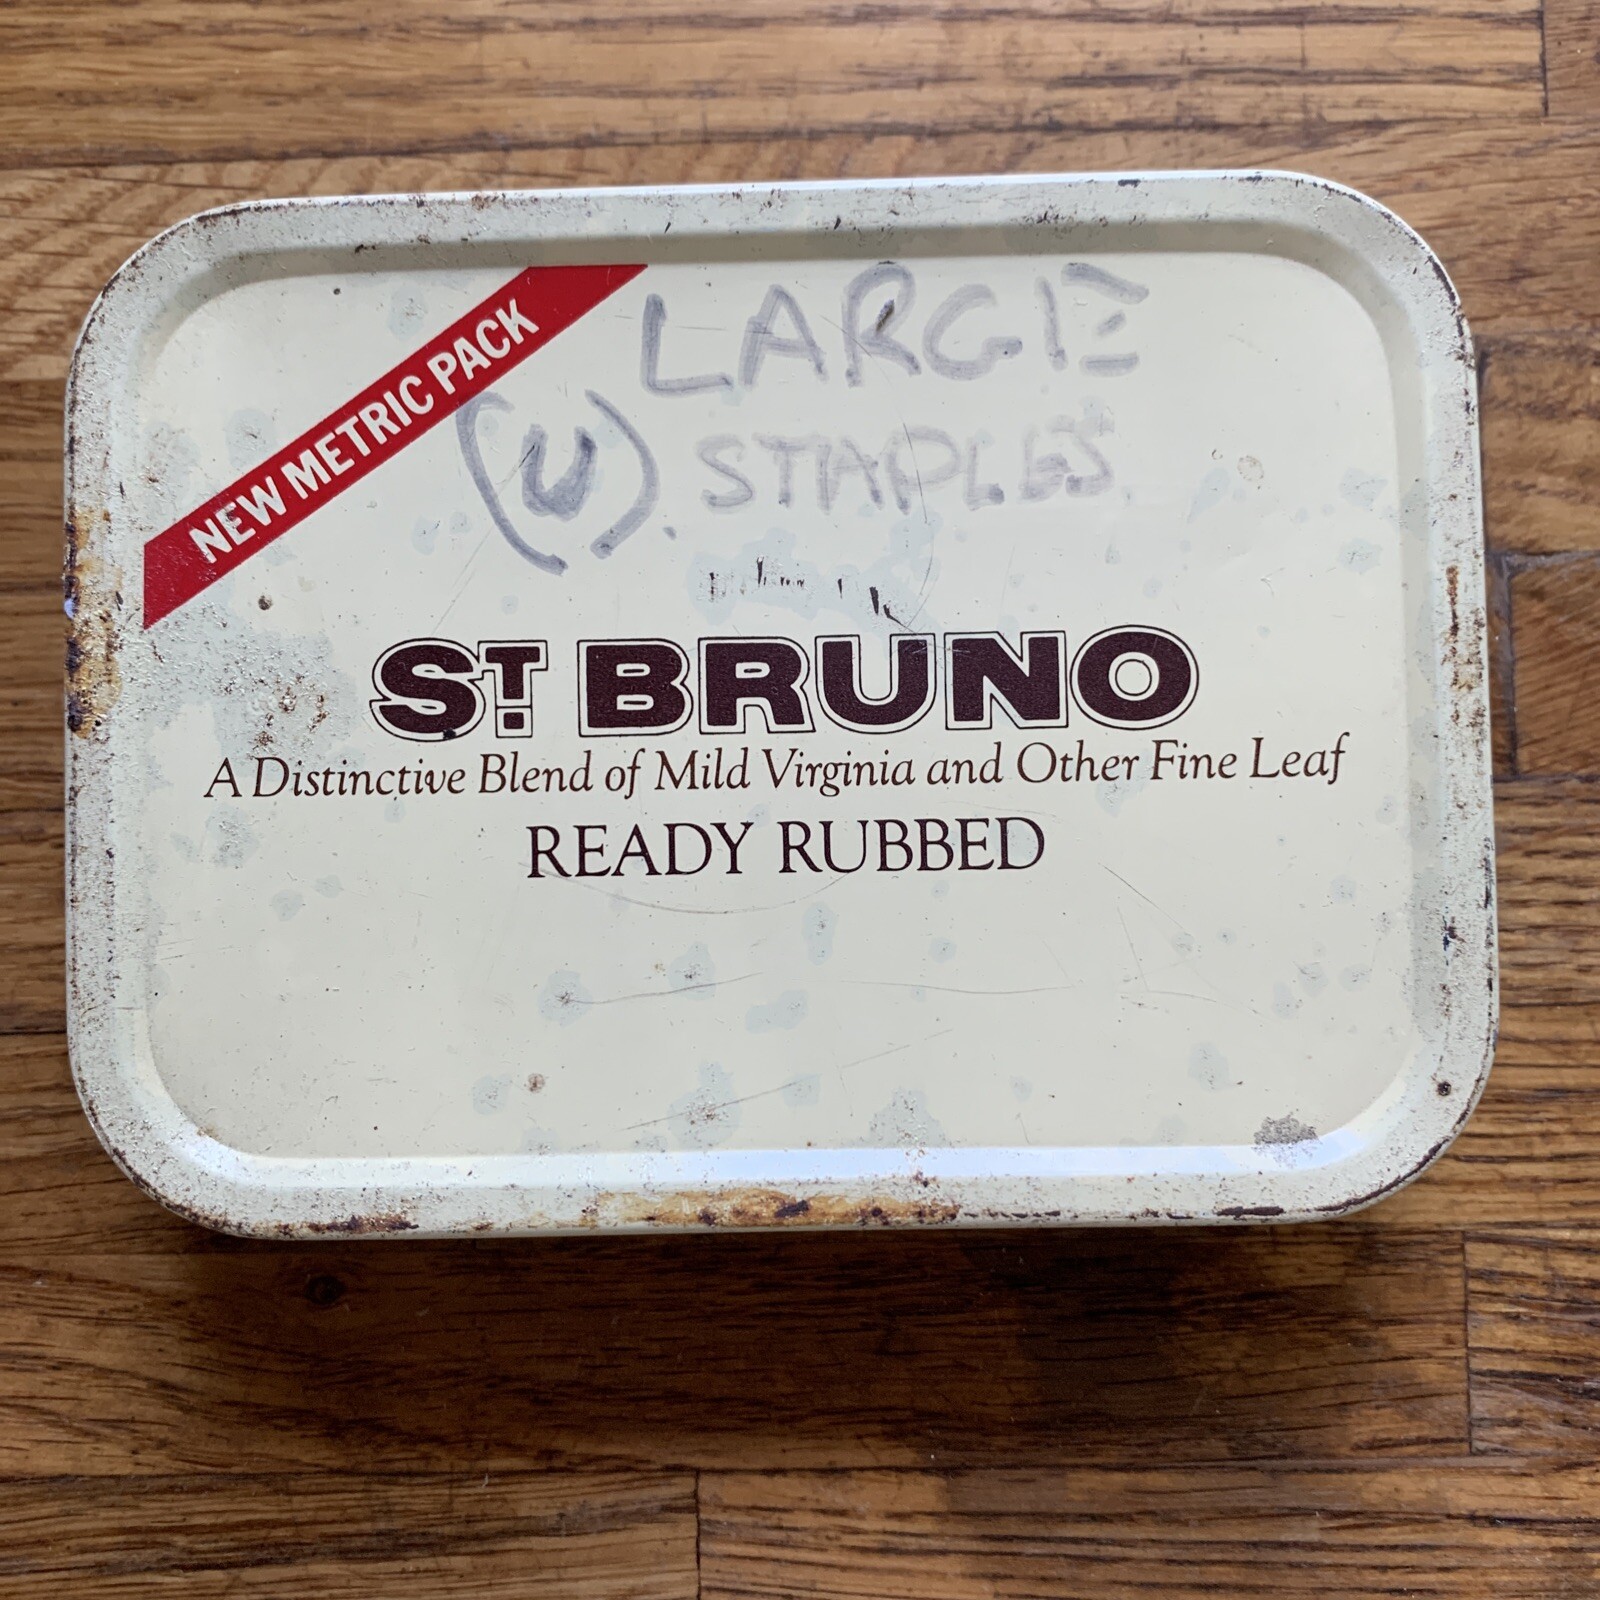 NEW METRIC PACK
LARGE
(U). STAPLES
ST. BRUNO
A Distinctive Blend of Mild Virginia and Other Fine Leaf
READY RUBBED